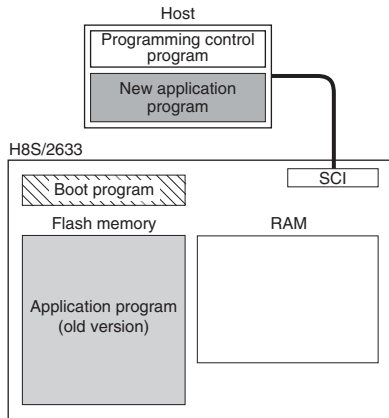 Host
Programming control
program
New application
program
H8S/2633
SCI
Boot program
Flash memory
RAM
Application program
(old version)